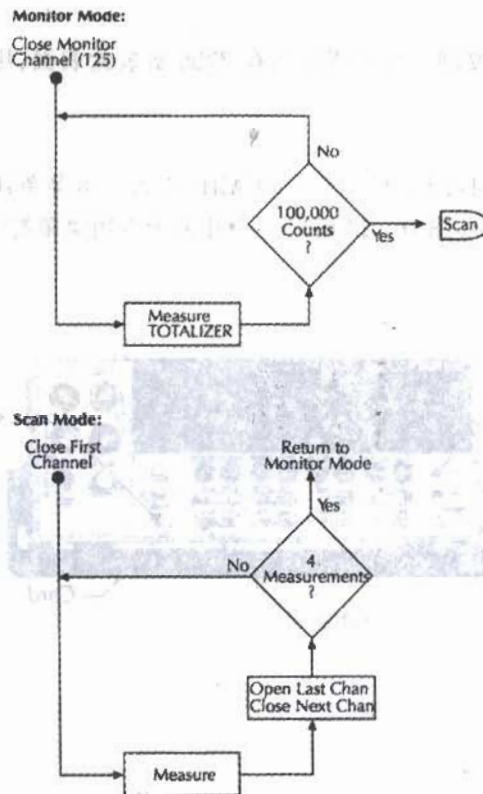 Monitor Mode:
Close Monitor
Channel (125)
No
100,000
Counts
?
Yes
Scan
Measure
TOTALIZER
Scan Mode:
Close First
Channel
Return to
Monitor Mode
Yes
No
4
Measurements
?
Open Last Chan
Close Next Chan
Measure